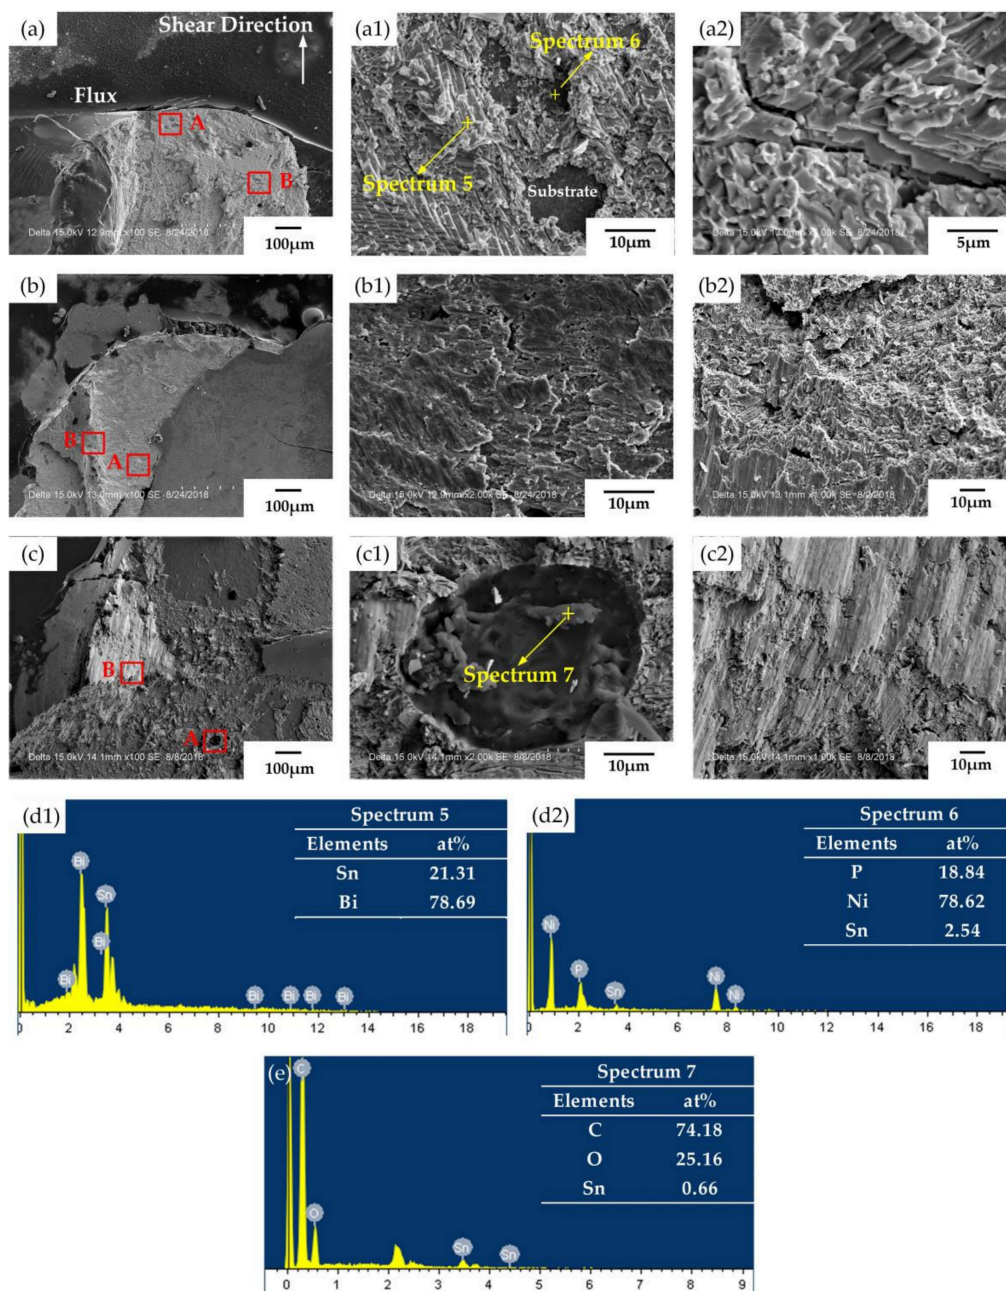 (a)
Shear Direction
Flux
A
B
Delta 15.0kV 12.9mm x100 SE 8/24/2018
100μm
(a1)
Spectrum 6
Spectrum 5
Substrate
10μm
(a2)
Delta 15.0kV 13.0mm x1.00k SE 8/24/2018
5μm
(b)
B
A
Delta 15.0kV 13.0mm x100 SE 8/24/2018
100μm
(b1)
Delta 15.0kV 12.9mm x2.00k SE 8/24/2018
10μm
(b2)
Delta 15.0kV 13.1mm x1.00k SE
10μm
(c)
B
A
Delta 15.0kV 14.1mm x100 SE 8/8/2018
100μm
(c1)
Spectrum 7
Delta 15.0kV 14.1mm x2.00k SE 8/8/2018
10μm
(c2)
Delta 15.0kV 14.1mm x1.00k SE 8/8/2018
10μm
(d1)
Spectrum 5
Elements at%
Sn 21.31
Bi 78.69
Bi
Sn
Bi
Bi
Bi Bi Bi Bi
2 4 6 8 10 12 14 16 18
(d2)
Spectrum 6
Elements at%
P 18.84
Ni 78.62
Sn 2.54
Ni
P
Sn
Ni
Ni
0 2 4 6 8 10 12 14 16 18
(e)
Spectrum 7
Elements at%
C 74.18
O 25.16
Sn 0.66
C
O
Sn
Sn
0 1 2 3 4 5 6 7 8 9